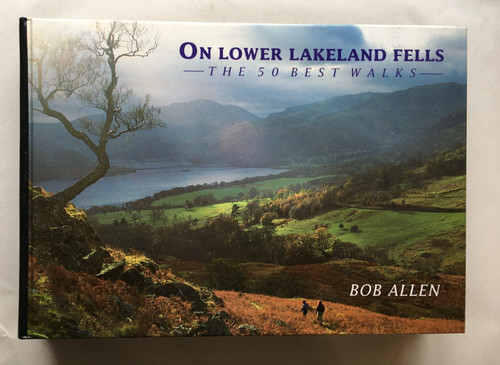 ON LOWER LAKELAND FELLS
THE 50 BEST WALKS
BOB ALLEN